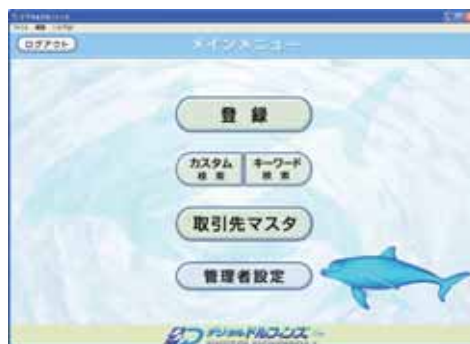 ログアウト
メインメニュー
登 録
カスタム
検 索
キーワード
検 索
取引先マスタ
管理者設定
デジタルドルフィンズ